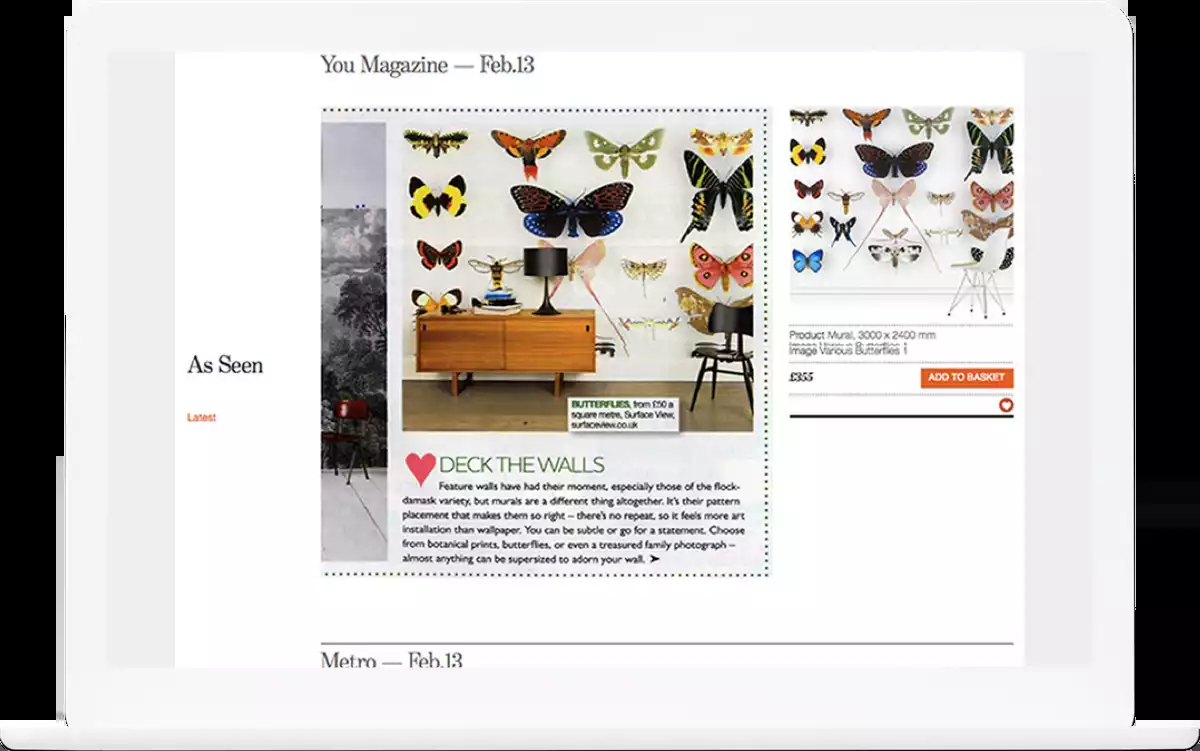 You Magazine — Feb.13
As Seen
Latest
BUTTERFLIES, from £50 a
square metre, Surface View,
surfaceview.co.uk
DECK THE WALLS
Feature walls have had their moment, especially those of the flock-
damask variety, but murals are a different thing altogether. It's their pattern
placement that makes them so right – there's no repeat, so it feels more art
installation than wallpaper. You can be subtle or go for a statement. Choose
from botanical prints, butterflies, or even a treasured family photograph –
almost anything can be supersized to adorn your wall. ➤
Product Mural, 3000 x 2400 mm
Image Various Butterflies 1
£355
ADD TO BASKET
Metro — Feb.13